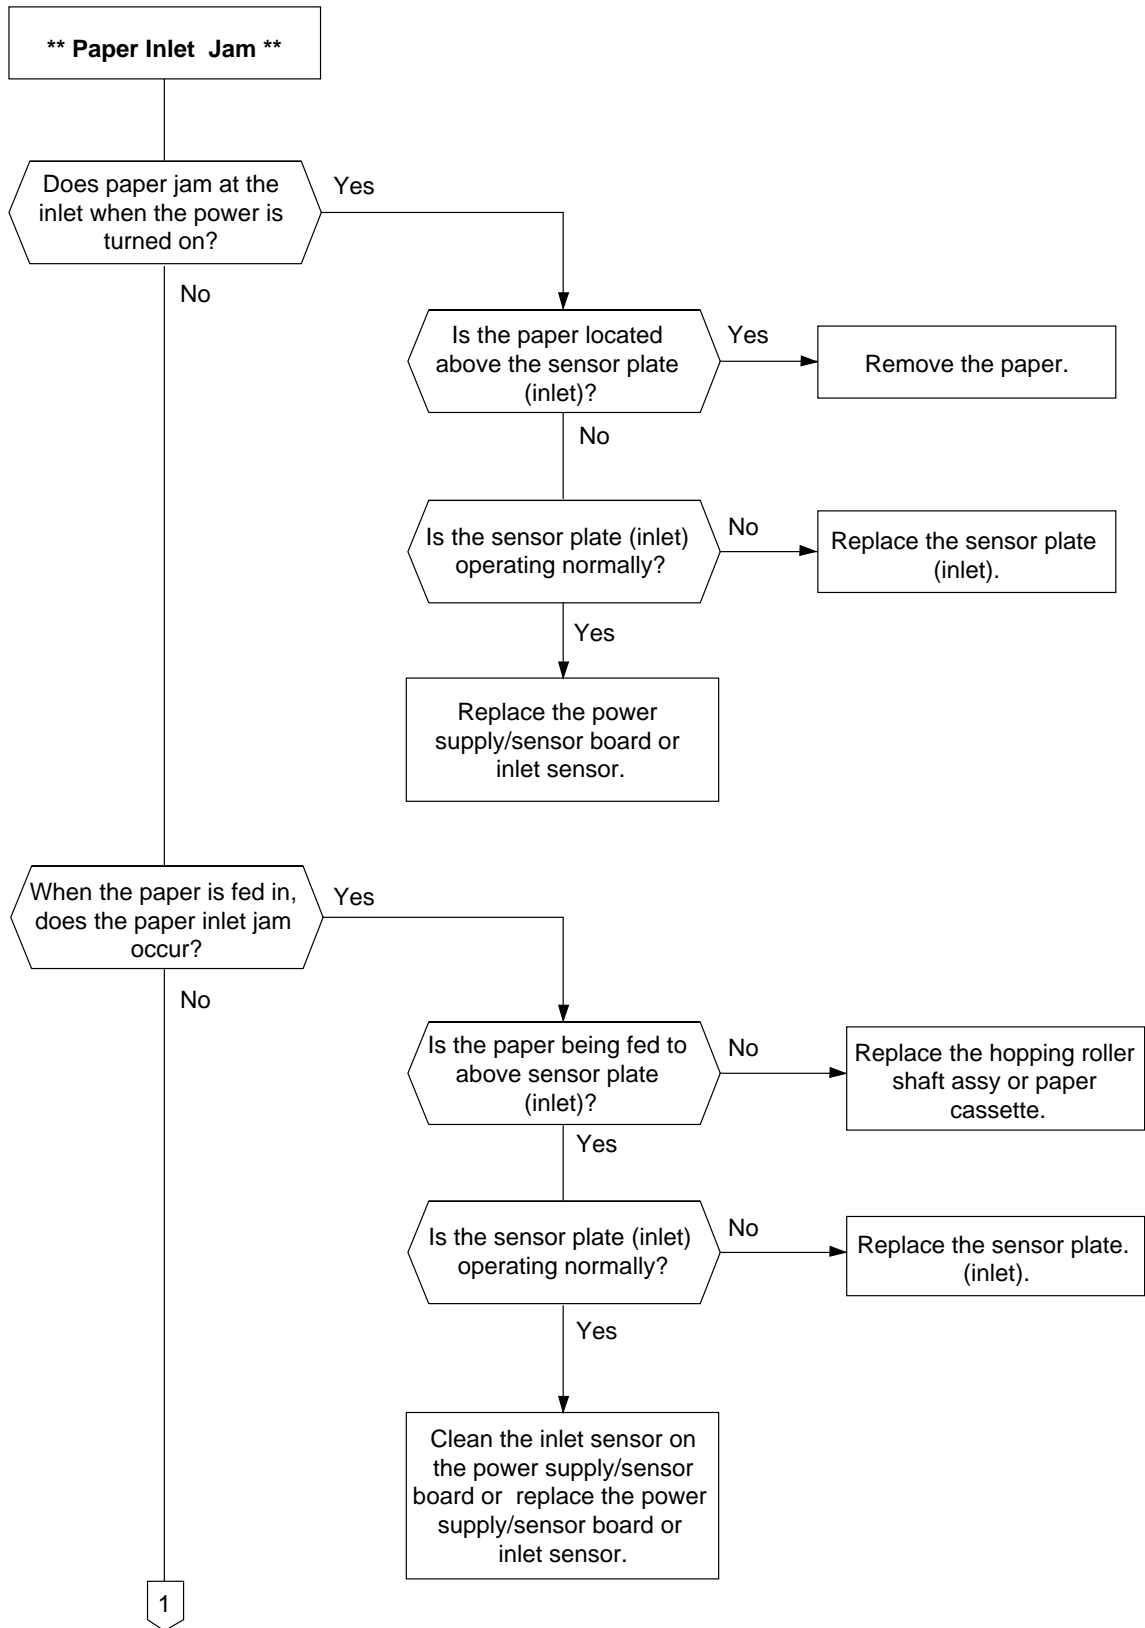 ** Paper Inlet  Jam **
Does paper jam at the
inlet when the power is
turned on?
Yes
No
Is the paper located
above the sensor plate
(inlet)?
Yes
Remove the paper.
No
Is the sensor plate (inlet)
operating normally?
No
Replace the sensor plate
(inlet).
Yes
Replace the power
supply/sensor board or
inlet sensor.
When the paper is fed in,
does the paper inlet jam
occur?
Yes
No
Is the paper being fed to
above sensor plate
(inlet)?
No
Replace the hopping roller
shaft assy or paper
cassette.
Yes
Is the sensor plate (inlet)
operating normally?
No
Replace the sensor plate.
(inlet).
Yes
Clean the inlet sensor on
the power supply/sensor
board or  replace the power
supply/sensor board or
inlet sensor.
1